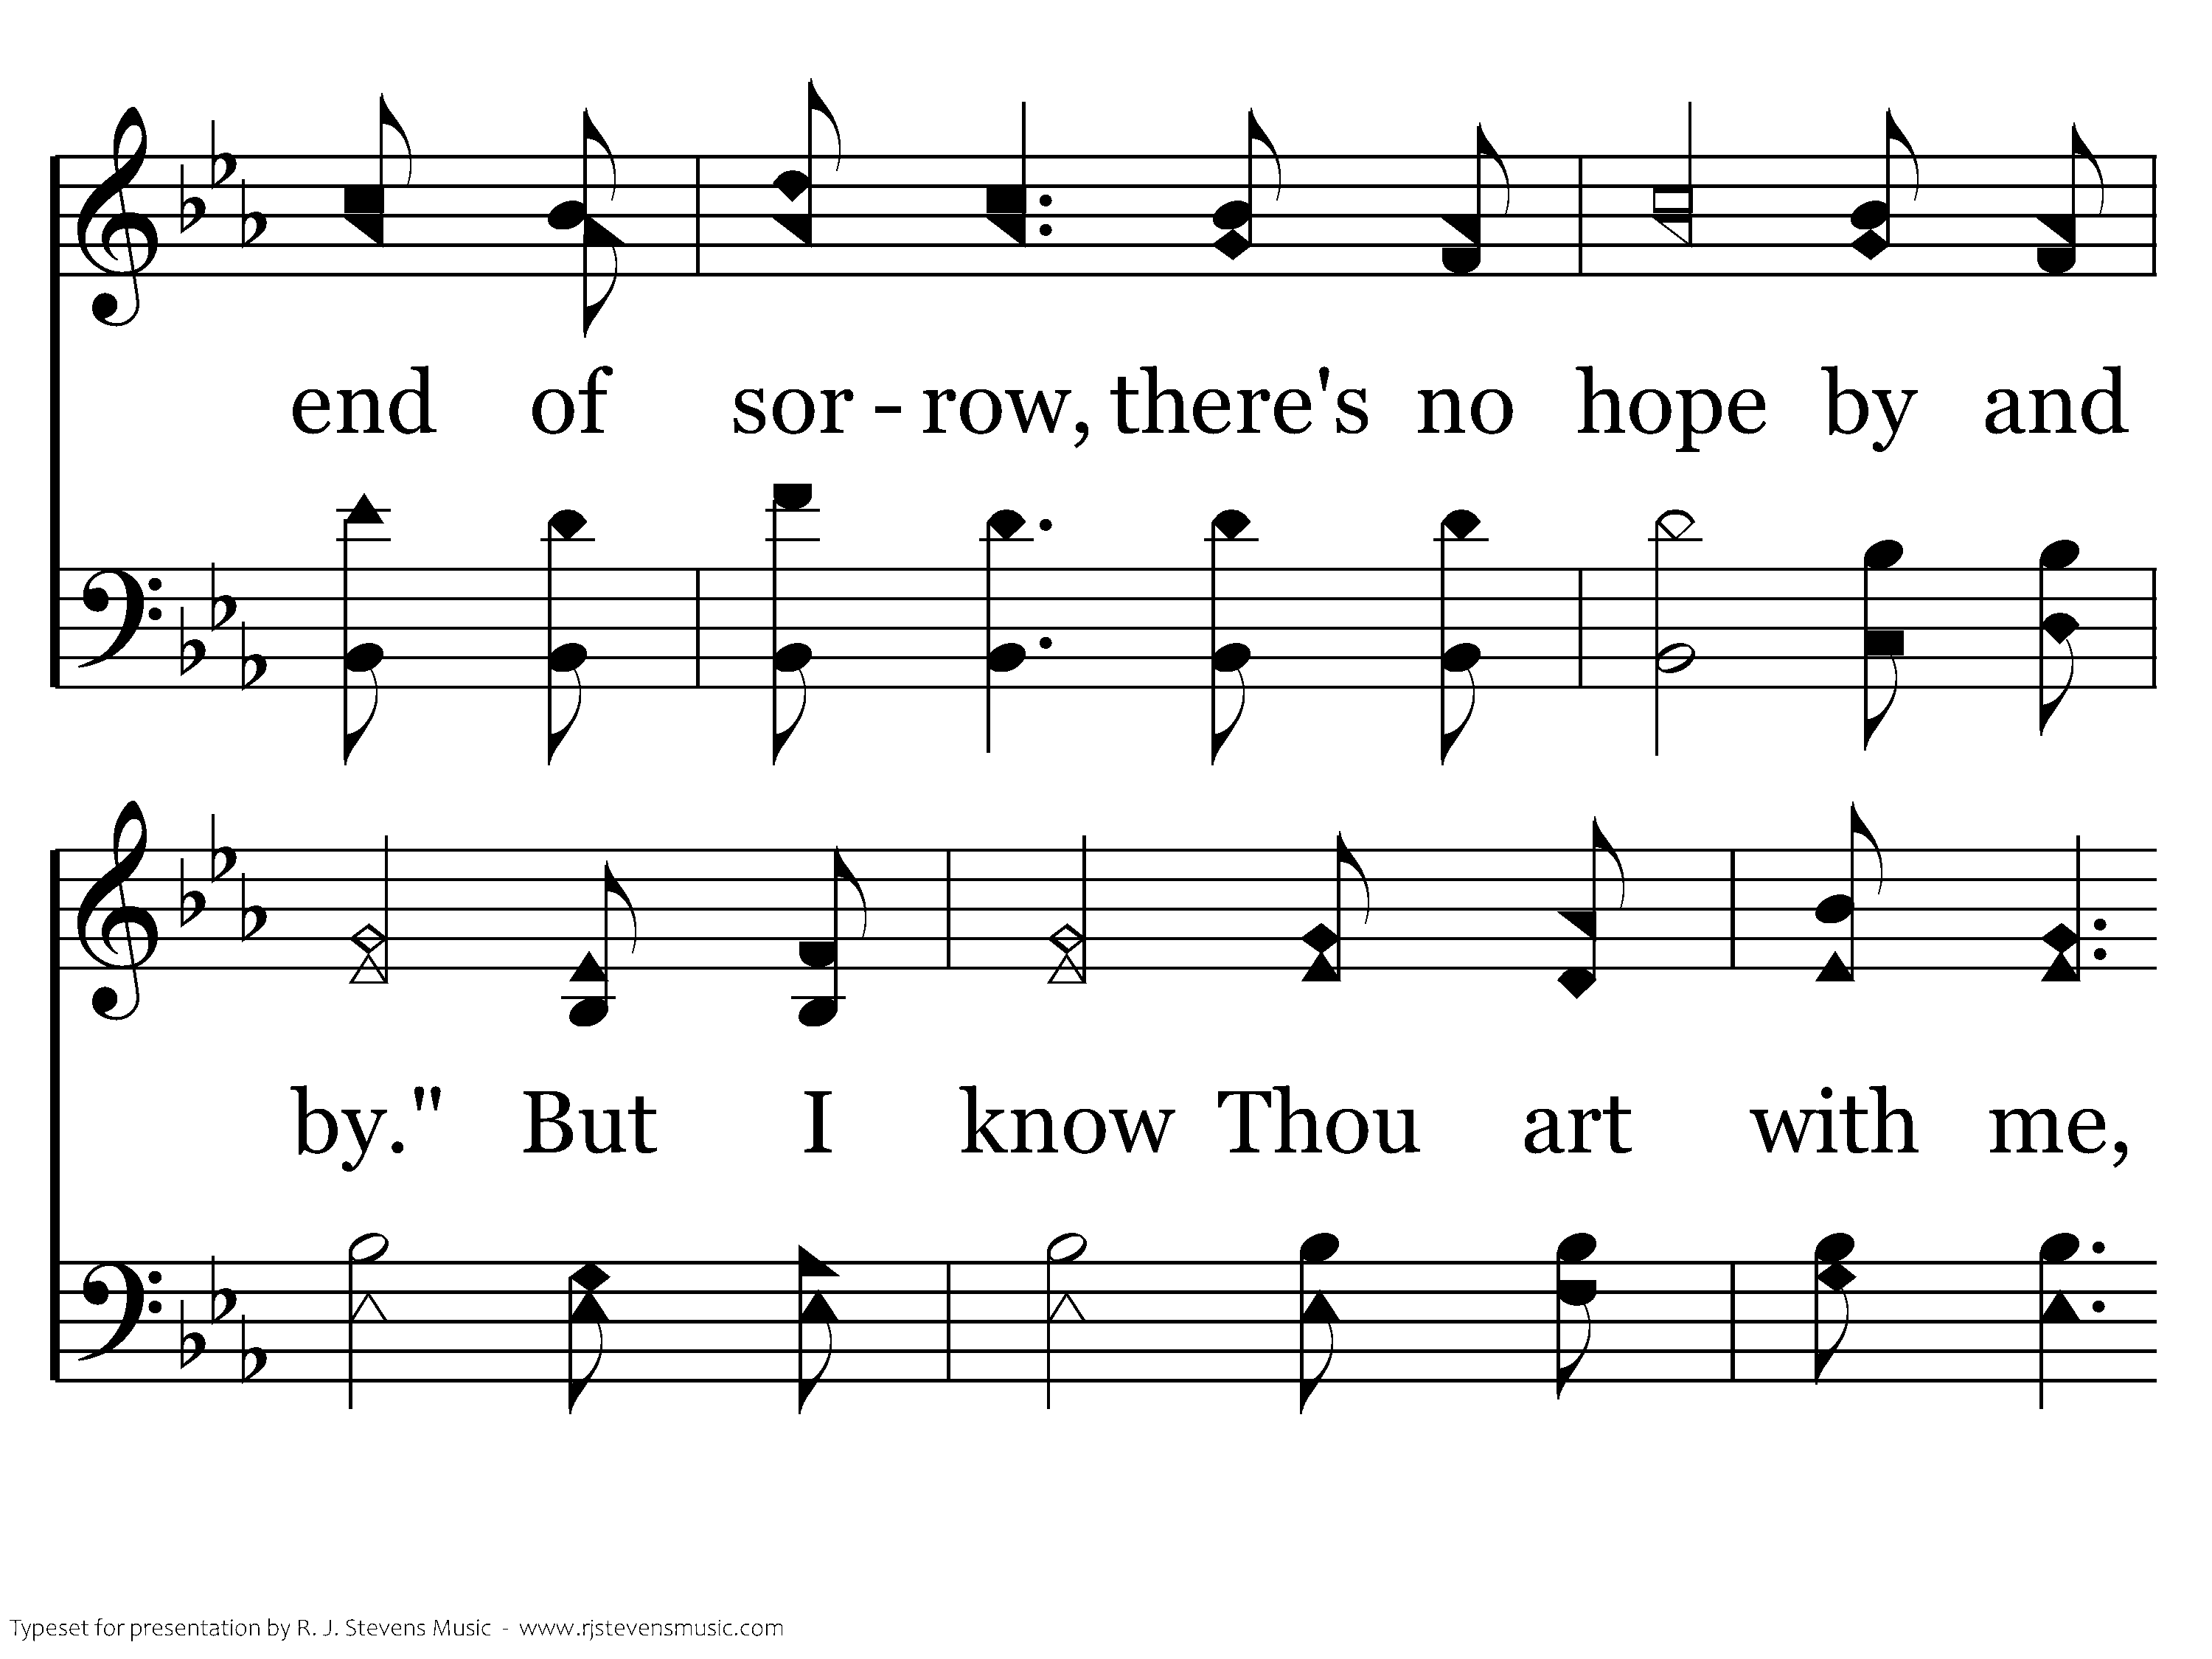 end of sor - row, there's no hope by and
by." But I know Thou art with me,
Typeset for presentation by R. J. Stevens Music - www.rjstevensmusic.com